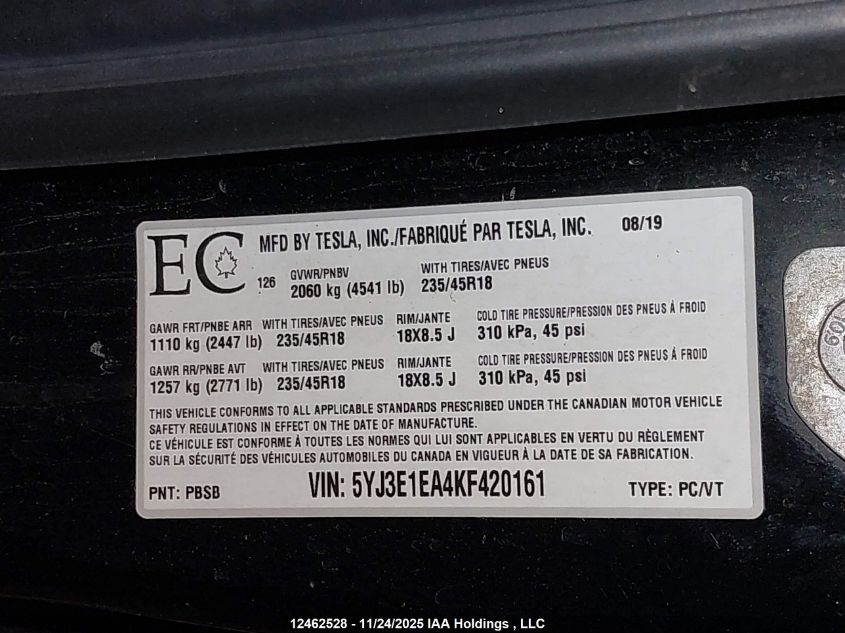 EC
MFD BY TESLA, INC./FABRIQUÉ PAR TESLA, INC. 08/19
126
GVWR/PNBV WITH TIRES/AVEC PNEUS
2060 kg (4541 lb) 235/45R18
GAWR FRT/PNBE ARR WITH TIRES/AVEC PNEUS RIM/JANTE COLD TIRE PRESSURE/PRESSION DES PNEUS À FROID
1110 kg (2447 lb) 235/45R18 18X8.5 J 310 kPa, 45 psi
GAWR RR/PNBE AVT WITH TIRES/AVEC PNEUS RIM/JANTE COLD TIRE PRESSURE/PRESSION DES PNEUS À FROID
1257 kg (2771 lb) 235/45R18 18X8.5 J 310 kPa, 45 psi
THIS VEHICLE CONFORMS TO ALL APPLICABLE STANDARDS PRESCRIBED UNDER THE CANADIAN MOTOR VEHICLE
SAFETY REGULATIONS IN EFFECT ON THE DATE OF MANUFACTURE.
CE VÉHICULE EST CONFORME À TOUTES LES NORMES QUI LUI SONT APPLICABLES EN VERTU DU RÈGLEMENT
SUR LA SÉCURITÉ DES VÉHICULES AUTOMOBILES DU CANADA EN VIGUEUR À LA DATE DE SA FABRICATION.
PNT: PBSB VIN: 5YJ3E1EA4KF420161 TYPE: PC/VT
12462528 - 11/24/2025 IAA Holdings , LLC